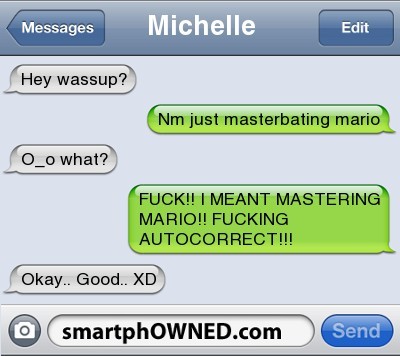 Messages
Michelle
Edit
Hey wassup?
Nm just masterbating mario
O_o what?
FUCK!! I MEANT MASTERING
MARIO!! FUCKING
AUTOCORRECT!!!
Okay.. Good.. XD
smartphOWNED.com
Send